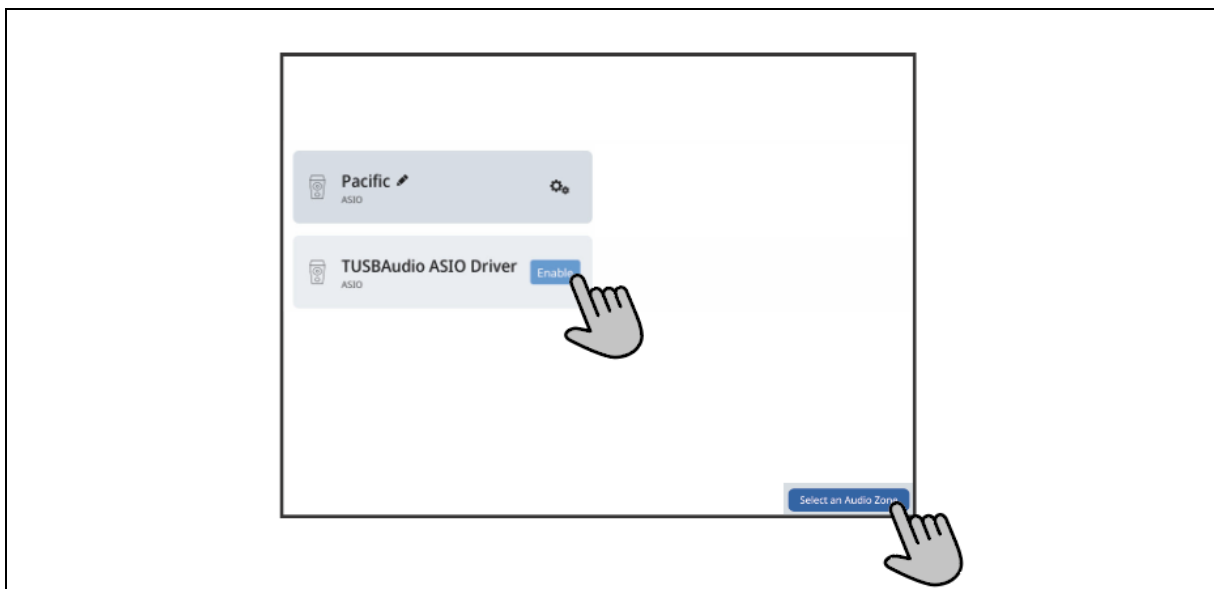 Pacific
ASIO
TUSBAudio ASIO Driver
Enable
ASIO
Select an Audio Zone